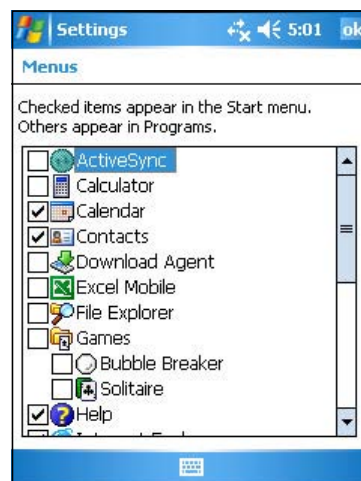 Settings 5:01 ok
Menus
Checked items appear in the Start menu.
Others appear in Programs.
ActiveSync
Calculator
Calendar
Contacts
Download Agent
Excel Mobile
File Explorer
Games
Bubble Breaker
Solitaire
Help